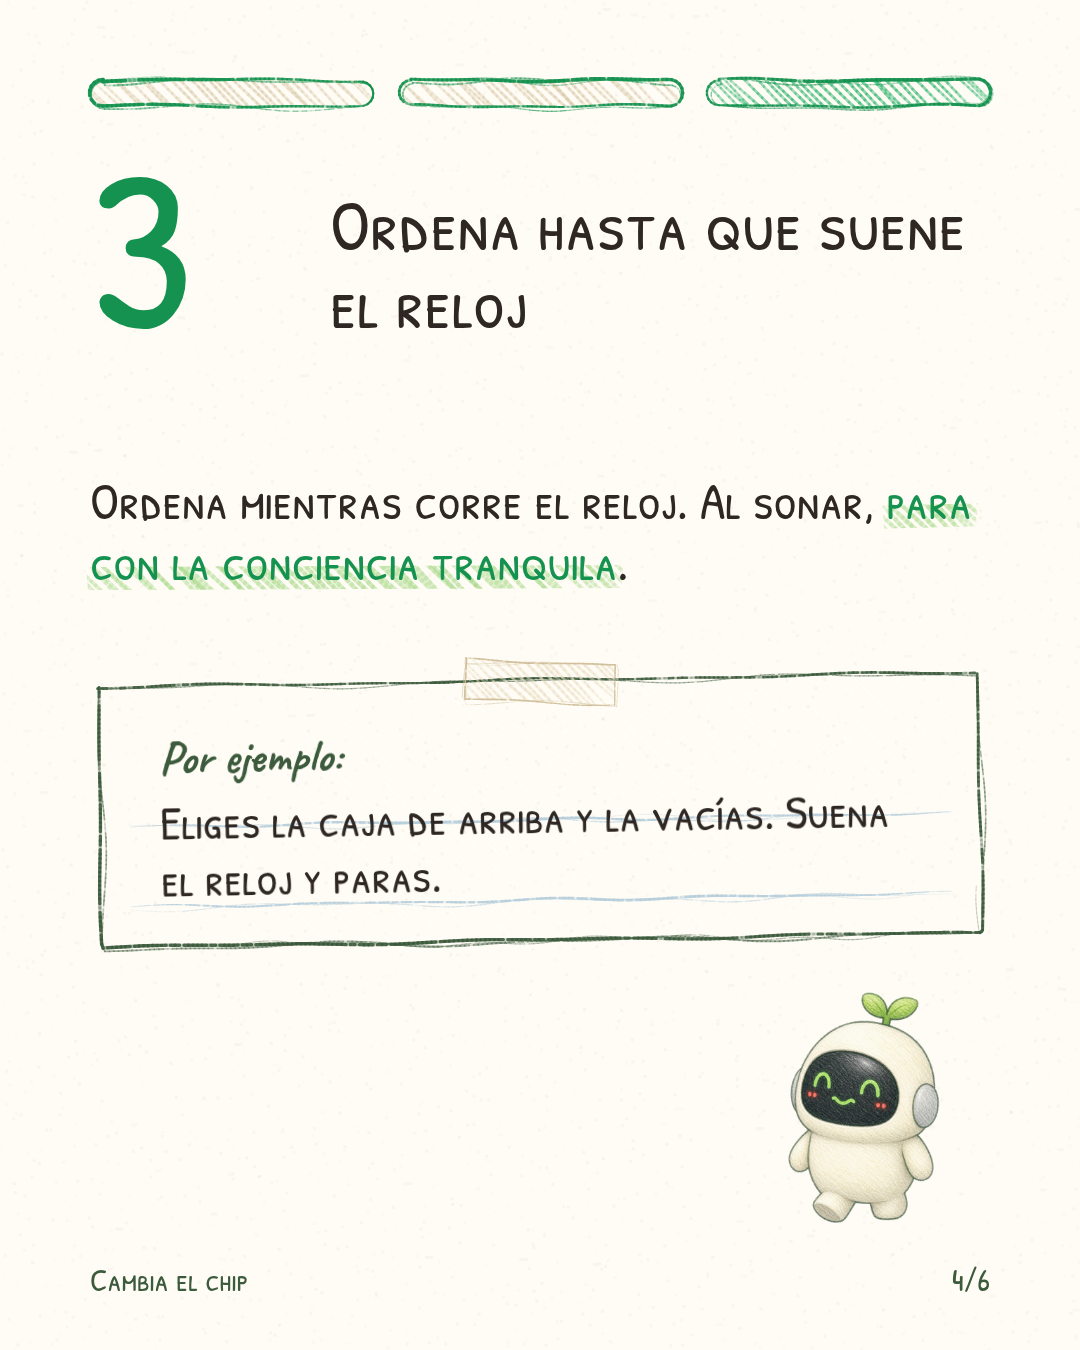 3
Ordena hasta que suene
el reloj
Ordena mientras corre el reloj. Al sonar, para
con la conciencia tranquila.
Por ejemplo:
Eliges la caja de arriba y la vacías. Suena
el reloj y paras.
Cambia el chip
4/6